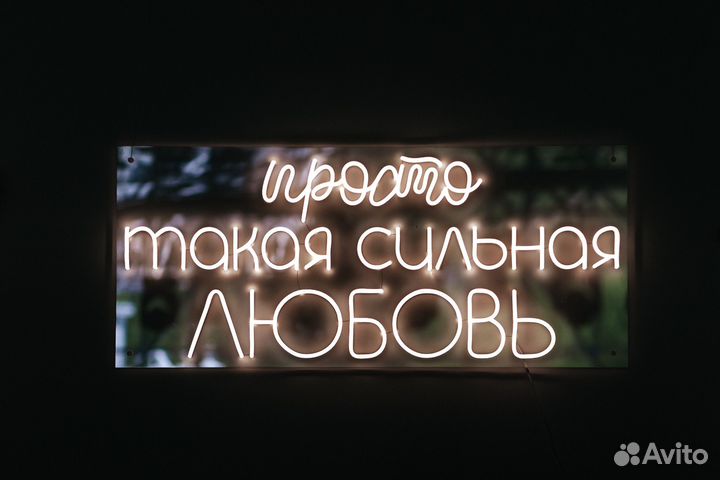 просто
такая сильная
ЛЮБОВЬ
Avito